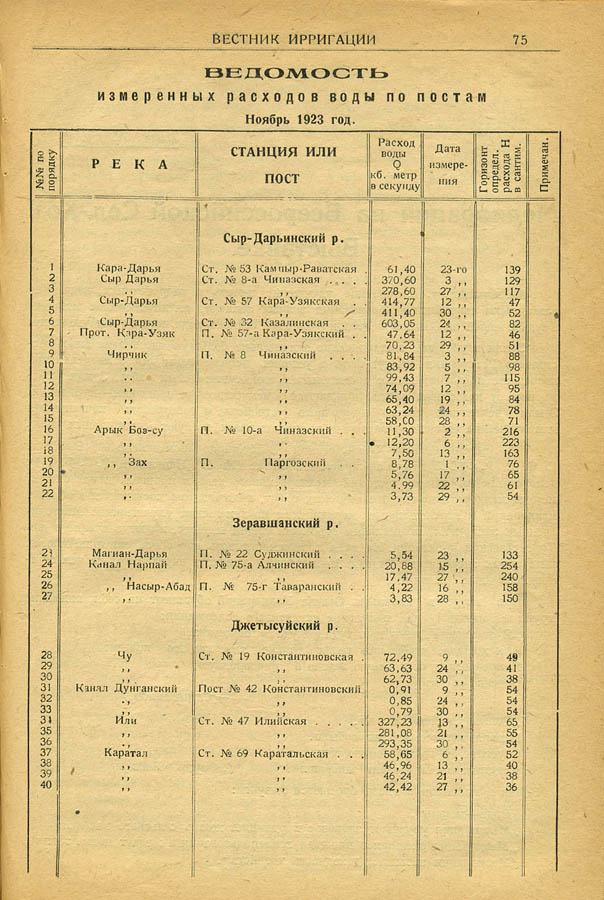 ВЕСТНИК ИРРИГАЦИИ 75
ВЕДОМОСТЬ
измеренных расходов воды по постам
Ноябрь 1923 год.
№№ по порядку | РЕКА | СТАНЦИЯ ИЛИ ПОСТ | Расход воды Q кб. метр в секунду | Дата измерения | Горизонт определ. расхода H в сантим. | Примечан.
Сыр-Дарьинский р.
1 Кара-Дарья Ст. № 53 Кампыр-Раватская . 61,40 23-го 139
2 Сыр Дарья Ст. № 8-а Чиназская . . . . 370,60 3 ,, 129
3 ,, ,, 278,60 27 ,, 117
4 Сыр-Дарья Ст. № 57 Кара-Узякская . 414,77 12 ,, 47
5 ,, ,, 411,40 30 ,, 52
6 Сыр-Дарья Ст. № 32 Казалинская . . 603,05 24 ,, 82
7 Прот. Кара-Узяк П. № 57-а Кара-Узякский . . 47,64 12 ,, 46
8 ,, ,, 70,23 29 ,, 51
9 Чирчик П. № 8 Чиназский . . . . 81,84 3 ,, 88
10 ,, ,, 83,92 5 ,, 98
11 ,, ,, 99,43 7 ,, 115
12 ,, ,, 74,09 12 ,, 95
13 ,, ,, 65,40 19 ,, 84
14 ,, ,, 63,24 24 ,, 78
15 ,, ,, 58,00 28 ,, 71
16 Арык Боз-су П. № 10-а Чиназский . . . 11,30 2 ,, 216
17 ,, ,, 12,20 6 ,, 223
18 ,, ,, 7,50 13 ,, 163
19 ,, Зах П. Паргозский . . 8,78 1 ,, 76
20 ,, ,, 5,76 17 ,, 65
21 ,, ,, 4.99 22 ,, 61
22 ,, ,, 3,73 29 ,, 54
Зеравшанский р.
23 Магиан-Дарья П. № 22 Суджинский . . . . 5,54 23 ,, 133
24 Канал Нарпай П, № 75-а Алчинский . . . . 20,88 15 ,, 254
25 ,, ,, 17.47 27 ,, 240
26 ,, Насыр-Абад П. № 75-г Таваранский . . 4,22 16 ,, 158
27 ,, ,, 3,83 28 ,, 150
Джетысуйский р.
28 Чу Ст. № 19 Константиновская . 72,49 9 ,, 49
29 ,, ,, 63,63 24 ,, 41
30 ,, ,, 62,73 30 ,, 38
31 Канал Дунганский Пост № 42 Константиновский 0,91 9 ,, 54
32 ,, ,, 0,85 24 ,, 54
33 ,, ,, 0,79 30 ,, 54
34 Или Ст. № 47 Илийская . . . . . 327,23 13 ,, 65
35 ,, ,, 281,08 21 ,, 55
36 ,, ,, 293,35 30 ,, 54
37 Каратал Ст. № 69 Каратальская . . . 58,65 6 ,, 52
38 ,, ,, 46,96 13 ,, 40
39 ,, ,, 46,24 21 ,, 38
40 ,, ,, 42,42 27 ,, 36